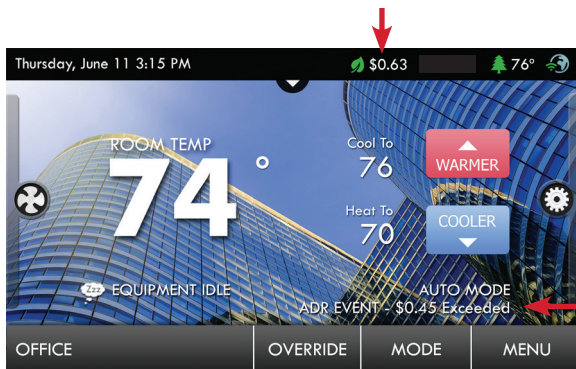 Thursday, June 11 3:15 PM $0.63 76°
ROOM TEMP
74°
Cool To
76
WARMER
Heat To
70
COOLER
Zzz EQUIPMENT IDLE
AUTO MODE
ADR EVENT - $0.45 Exceeded
OFFICE OVERRIDE MODE MENU